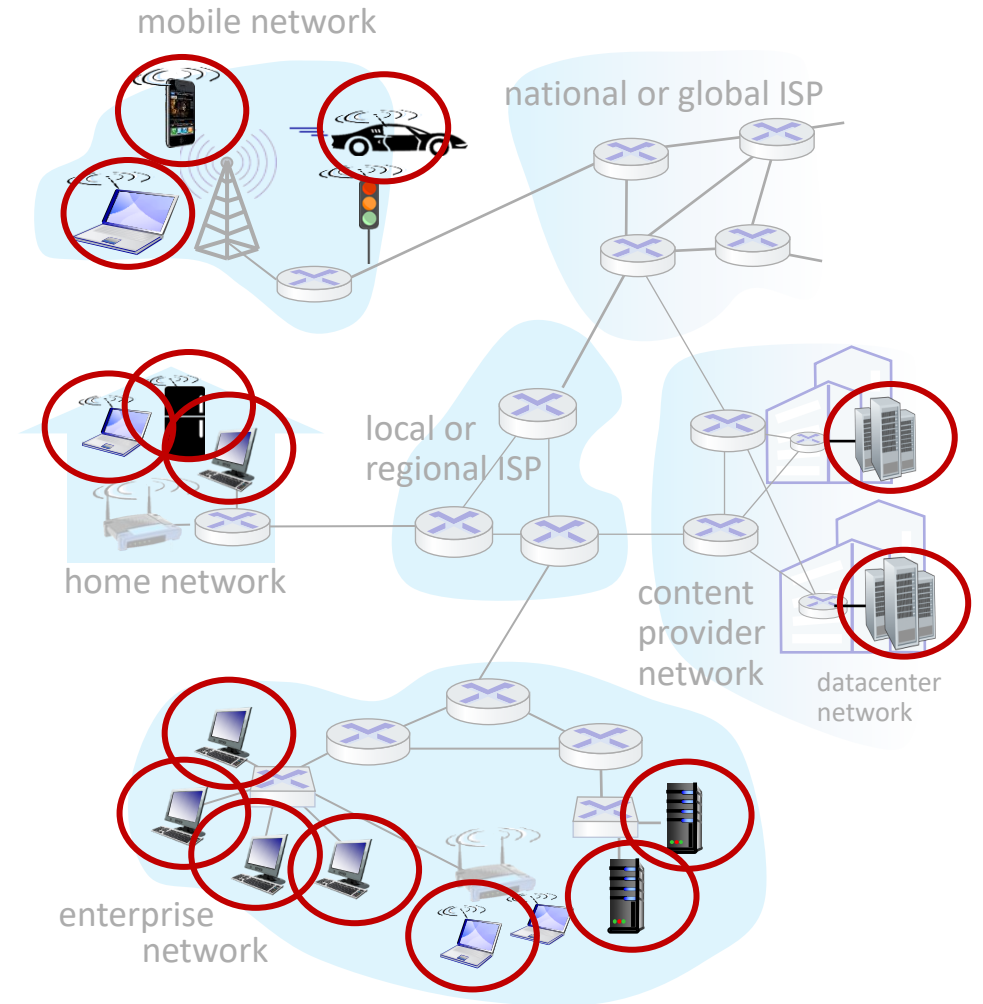 mobile network
national or global ISP
local or
regional ISP
home network
content
provider
network
datacenter
network
enterprise
network